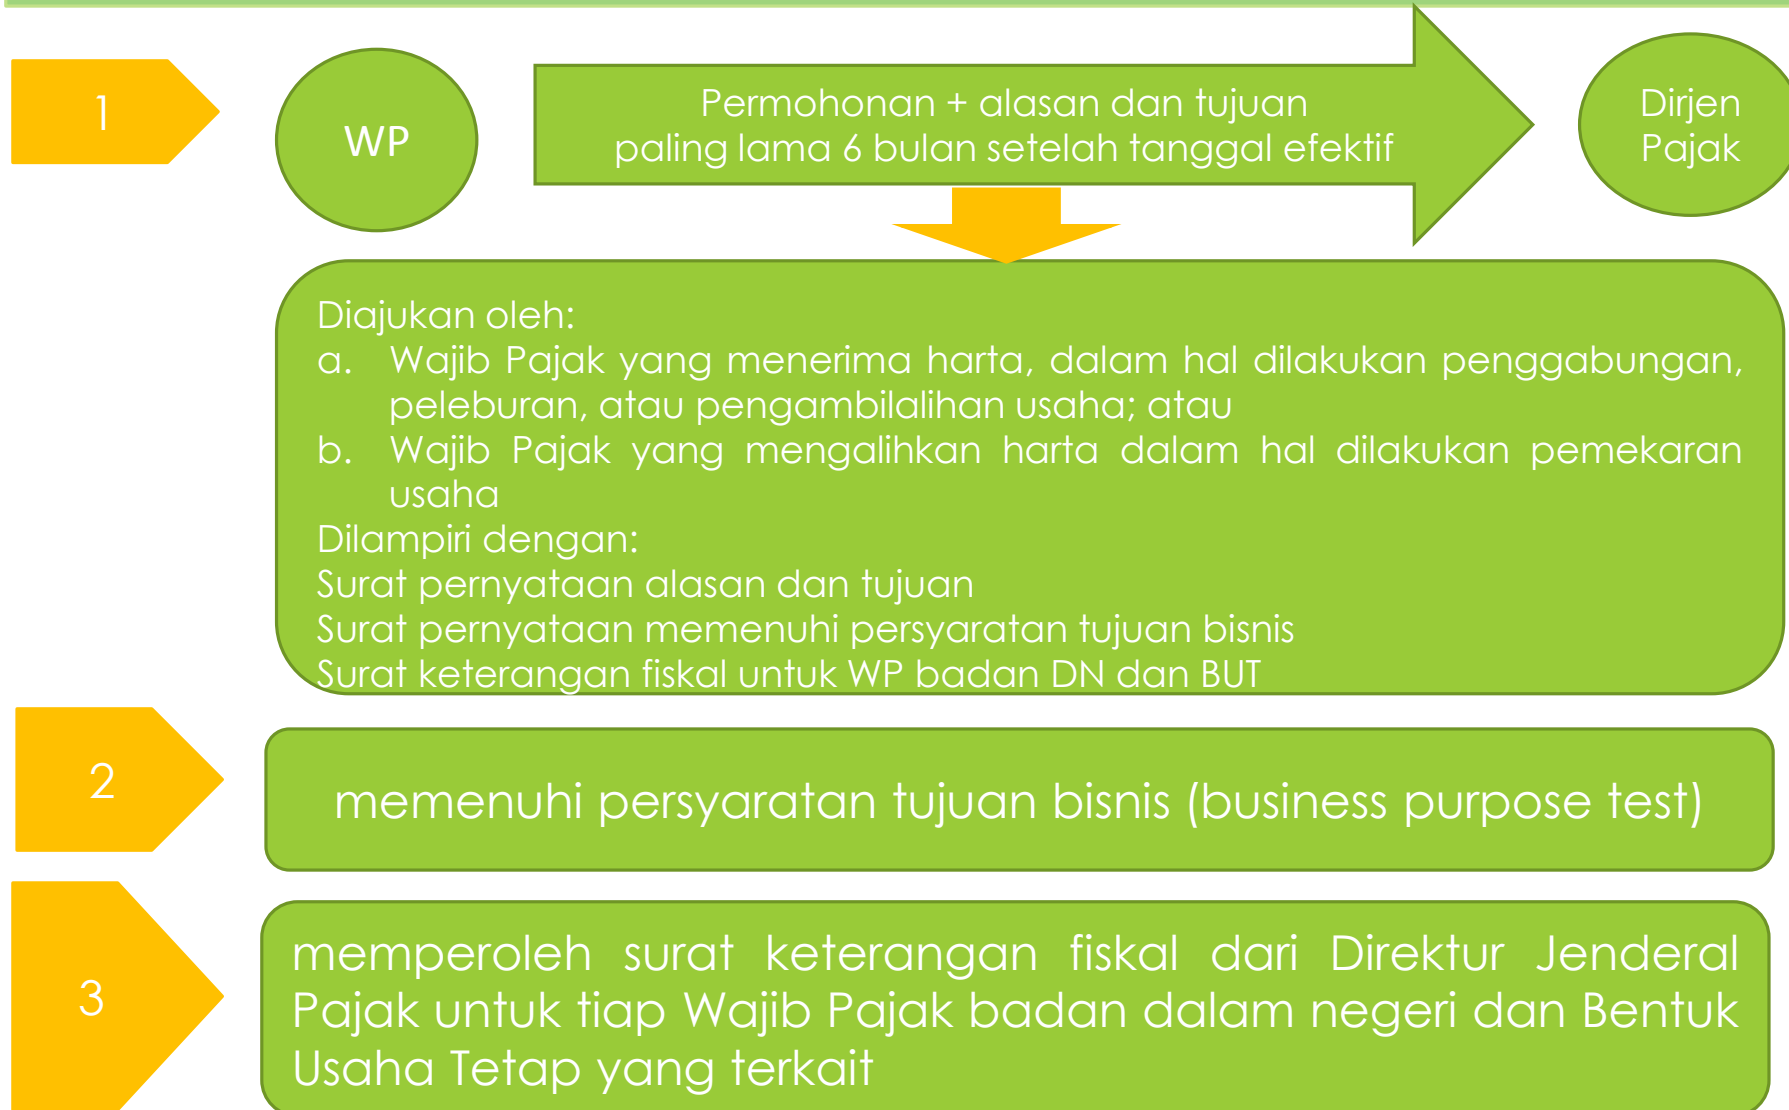 1
WP
Permohonan + alasan dan tujuan
paling lama 6 bulan setelah tanggal efektif
Dirjen
Pajak
Diajukan oleh:
a. Wajib Pajak yang menerima harta, dalam hal dilakukan penggabungan,
peleburan, atau pengambilalihan usaha; atau
b. Wajib Pajak yang mengalihkan harta dalam hal dilakukan pemekaran
usaha
Dilampiri dengan:
Surat pernyataan alasan dan tujuan
Surat pernyataan memenuhi persyaratan tujuan bisnis
Surat keterangan fiskal untuk WP badan DN dan BUT
2
memenuhi persyaratan tujuan bisnis (business purpose test)
3
memperoleh surat keterangan fiskal dari Direktur Jenderal
Pajak untuk tiap Wajib Pajak badan dalam negeri dan Bentuk
Usaha Tetap yang terkait